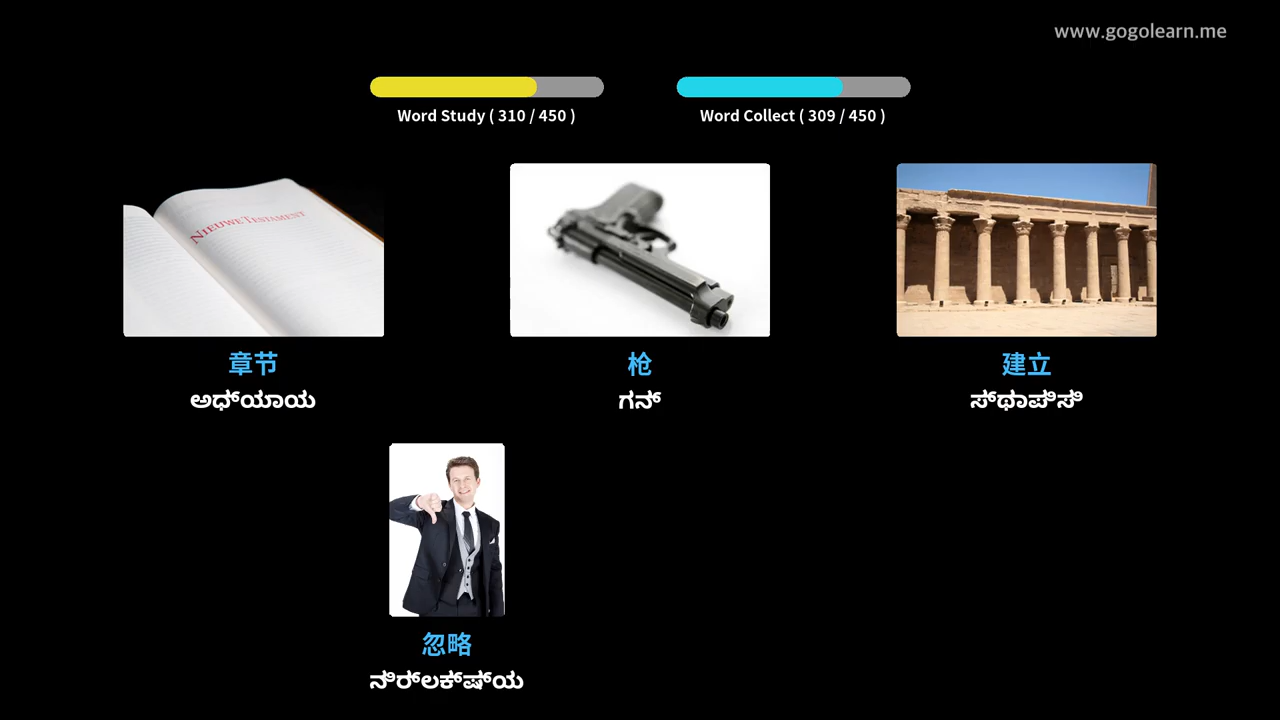 www.gogolearn.me
Word Study ( 310 / 450 )
Word Collect ( 309 / 450 )
NIEUWE TESTAMENT
章节
ಅಧ್ಯಾಯ
枪
ಗನ್
建立
ಸ್ಥಾಪಿಸಿ
忽略
ನಿರ್ಲಕ್ಷ್ಯ